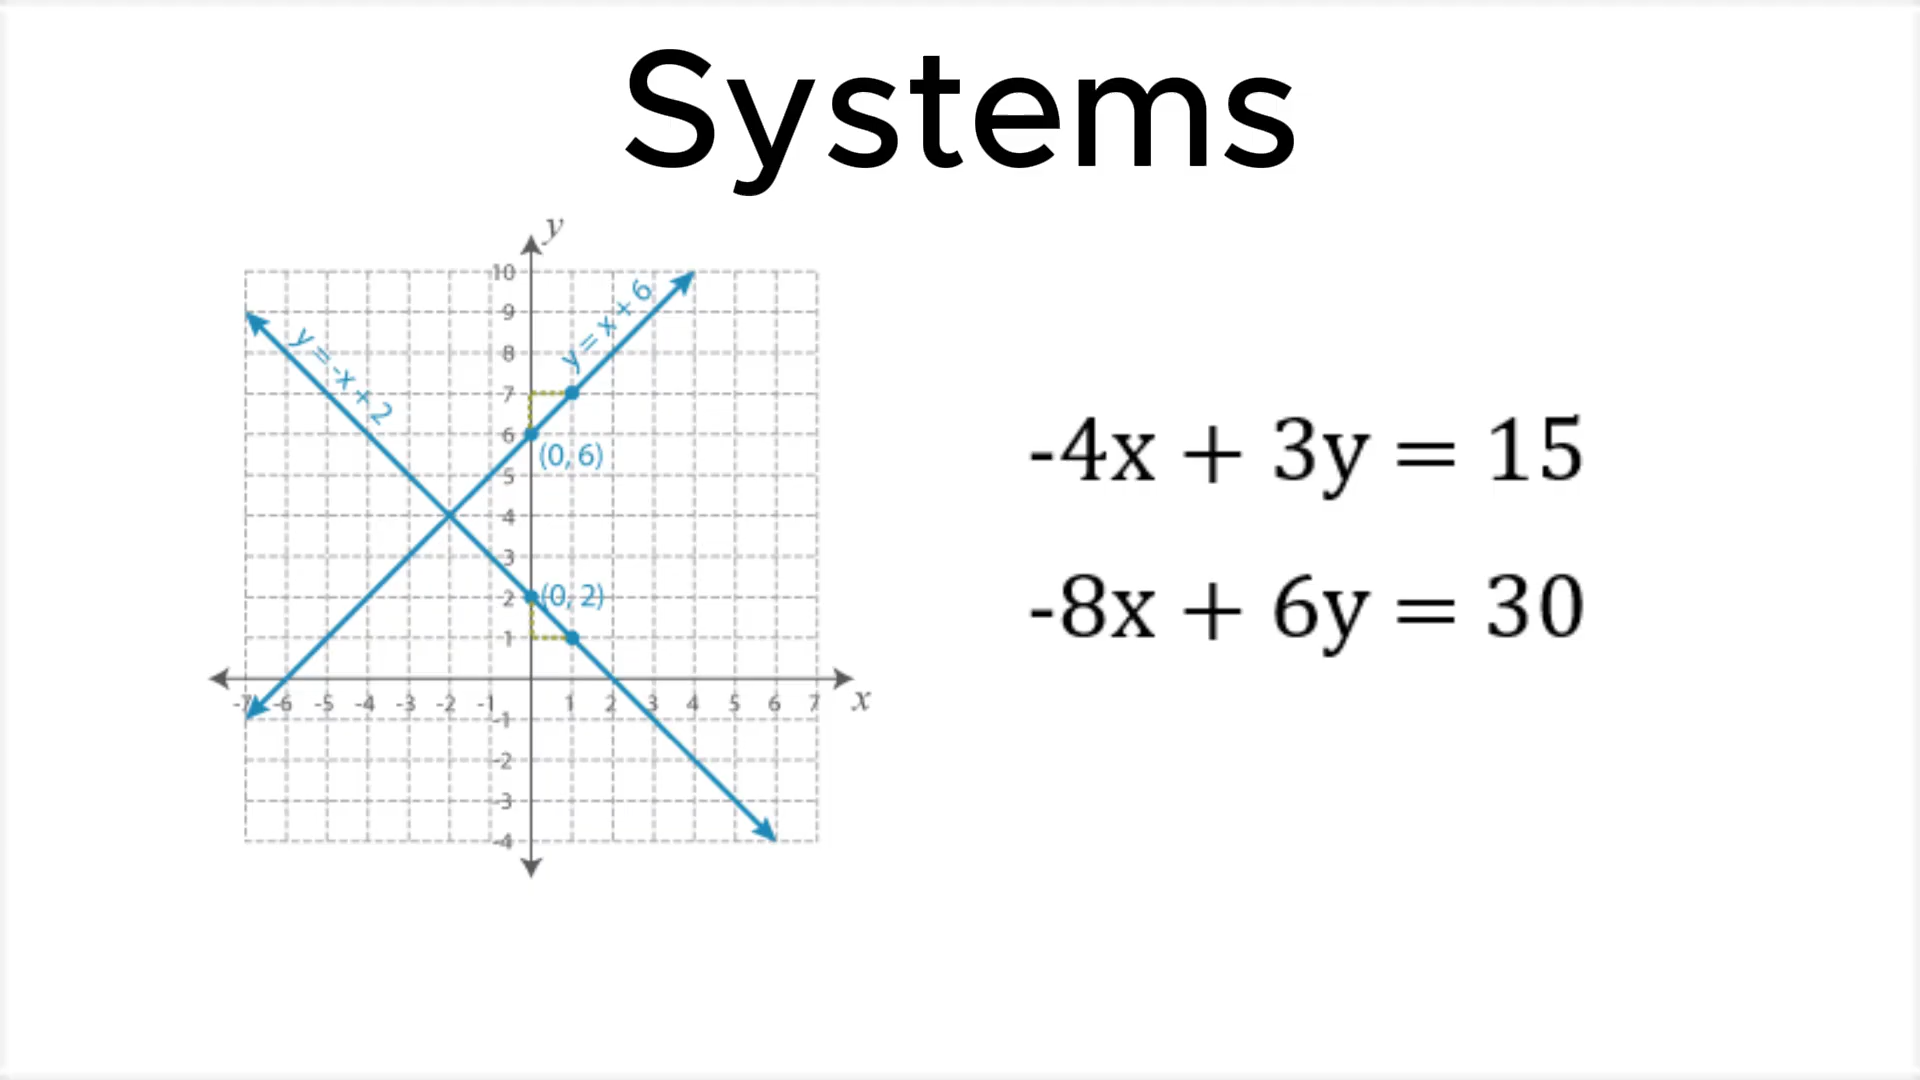 Systems
y
10
9
y = x + 6
y = -x + 2
8
7
6
(0, 6)
5
4
3
2
(0, 2)
1
-7 -6 -5 -4 -3 -2 -1 1 2 3 4 5 6 7 x
-1
-2
-3
-4
-4x + 3y = 15
-8x + 6y = 30